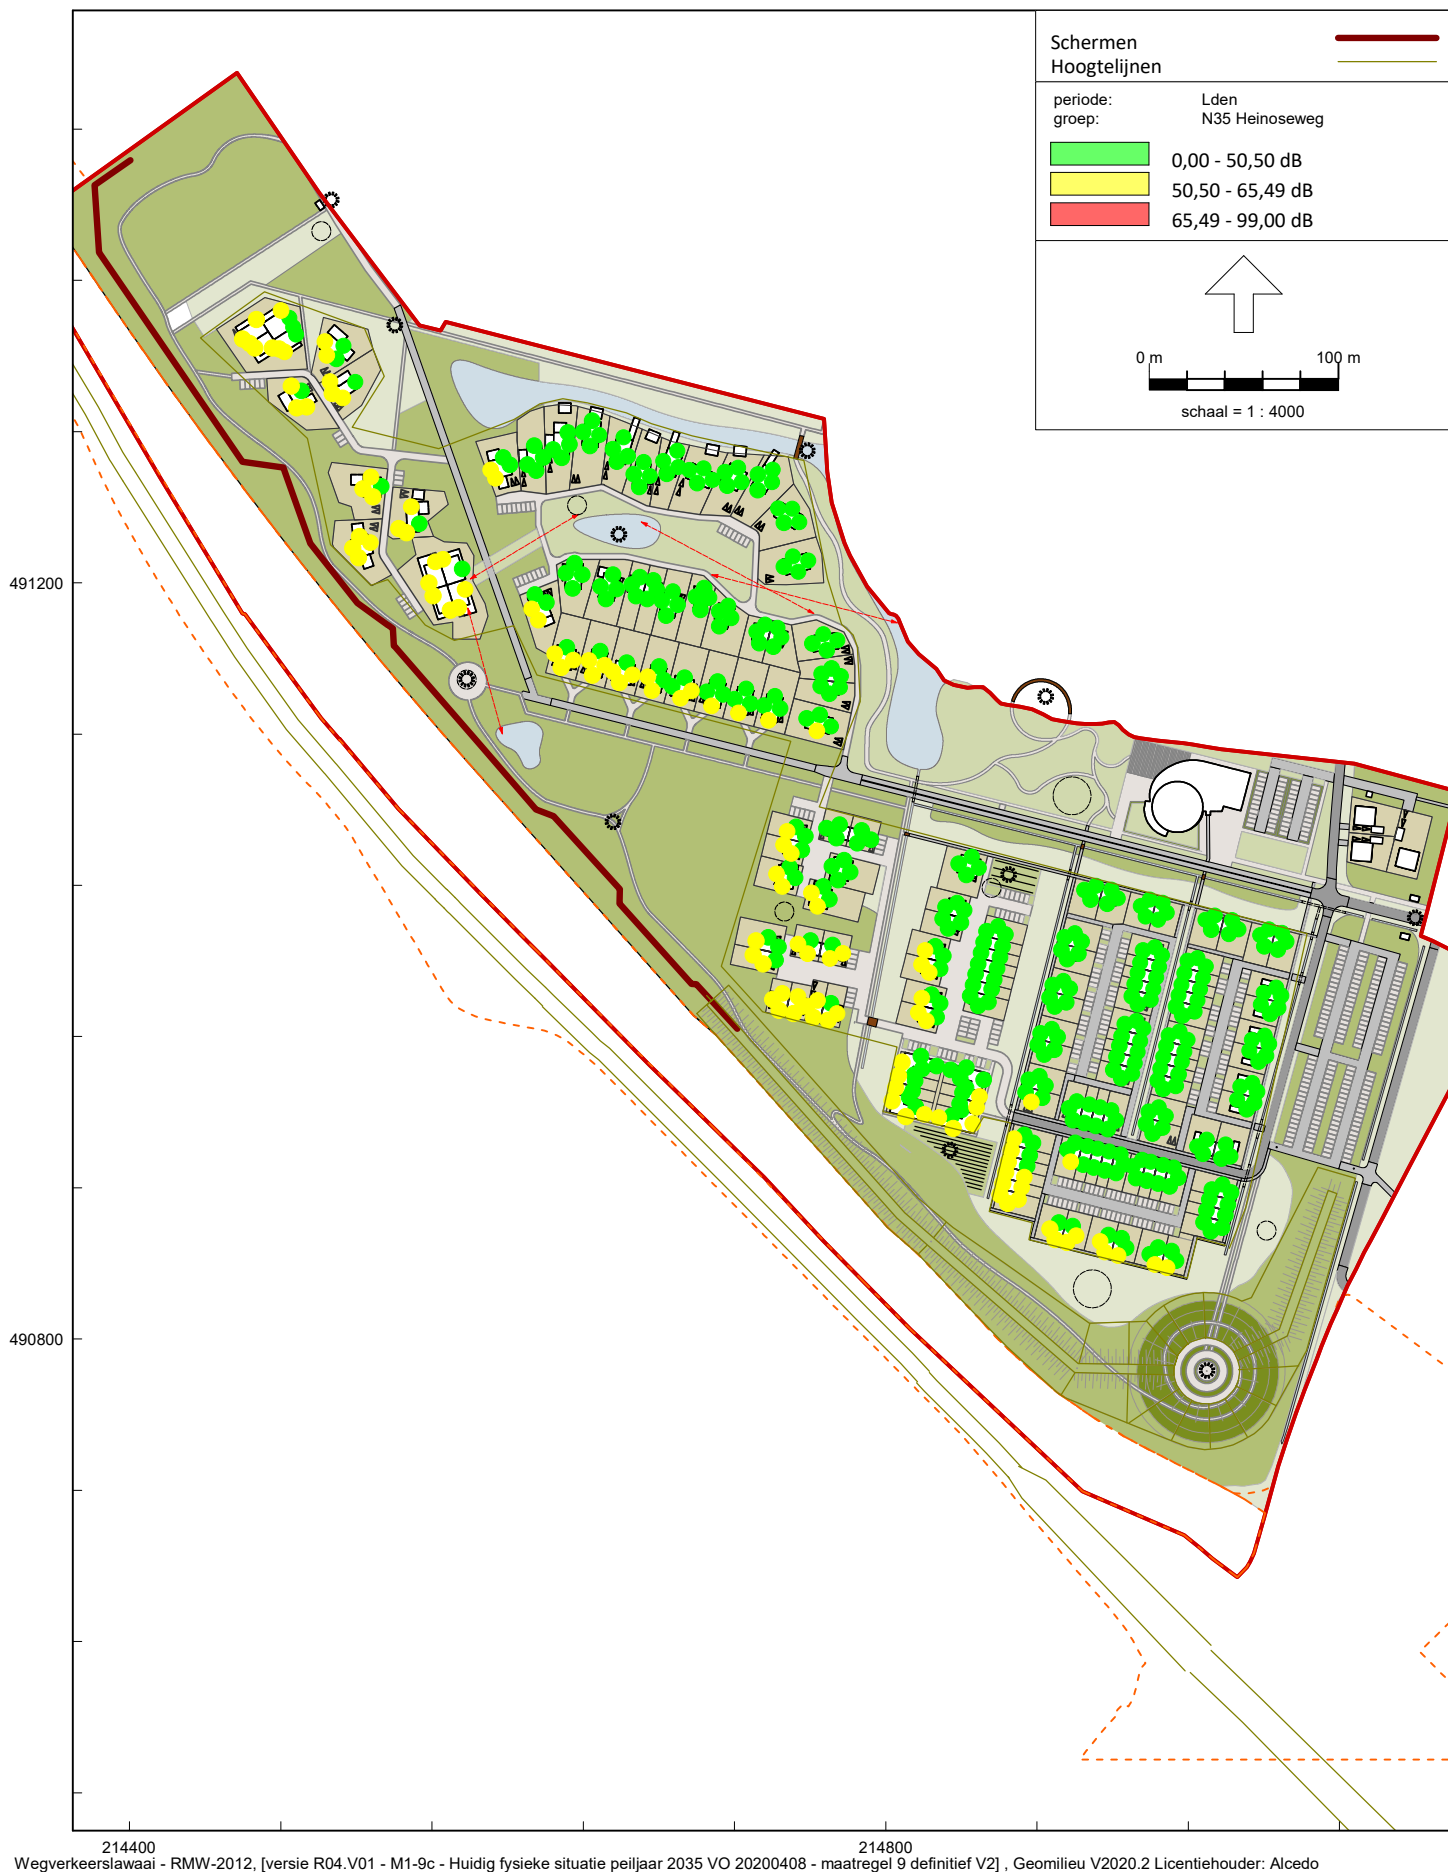 Schermen
Hoogtelijnen
periode: Lden
groep: N35 Heinoseweg
0,00 - 50,50 dB
50,50 - 65,49 dB
65,49 - 99,00 dB
0 m 100 m
schaal = 1 : 4000
491200
490800
214400 214800
Wegverkeerslawaai - RMW-2012, [versie R04.V01 - M1-9c - Huidig fysieke situatie peiljaar 2035 VO 20200408 - maatregel 9 definitief V2] , Geomilieu V2020.2 Licentiehouder: Alcedo